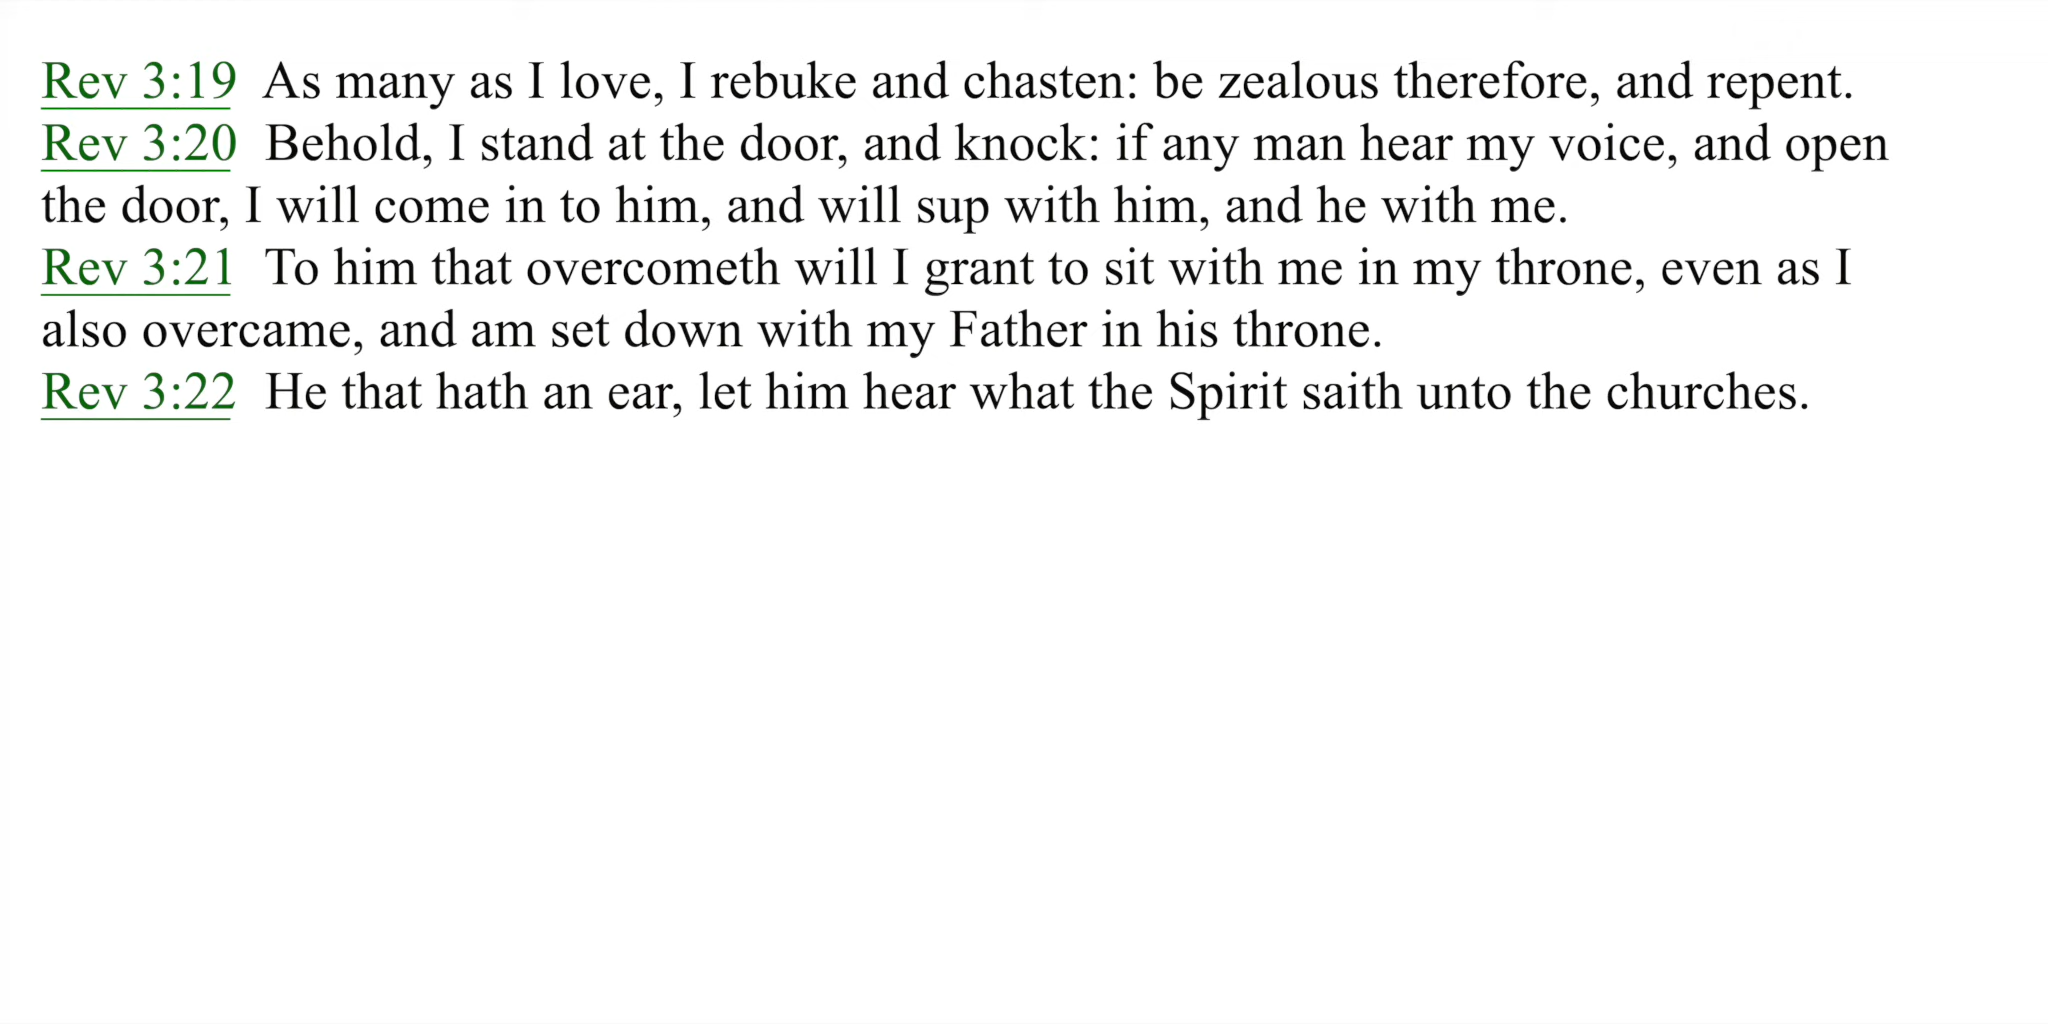 Rev 3:19 As many as I love, I rebuke and chasten: be zealous therefore, and repent.
Rev 3:20 Behold, I stand at the door, and knock: if any man hear my voice, and open
the door, I will come in to him, and will sup with him, and he with me.
Rev 3:21 To him that overcometh will I grant to sit with me in my throne, even as I
also overcame, and am set down with my Father in his throne.
Rev 3:22 He that hath an ear, let him hear what the Spirit saith unto the churches.